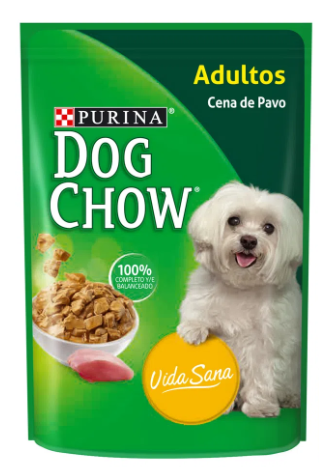 Adultos
Cena de Pavo
PURINA®
DOG
CHOW®
100%
COMPLETO Y/E
BALANCEADO
Vida Sana